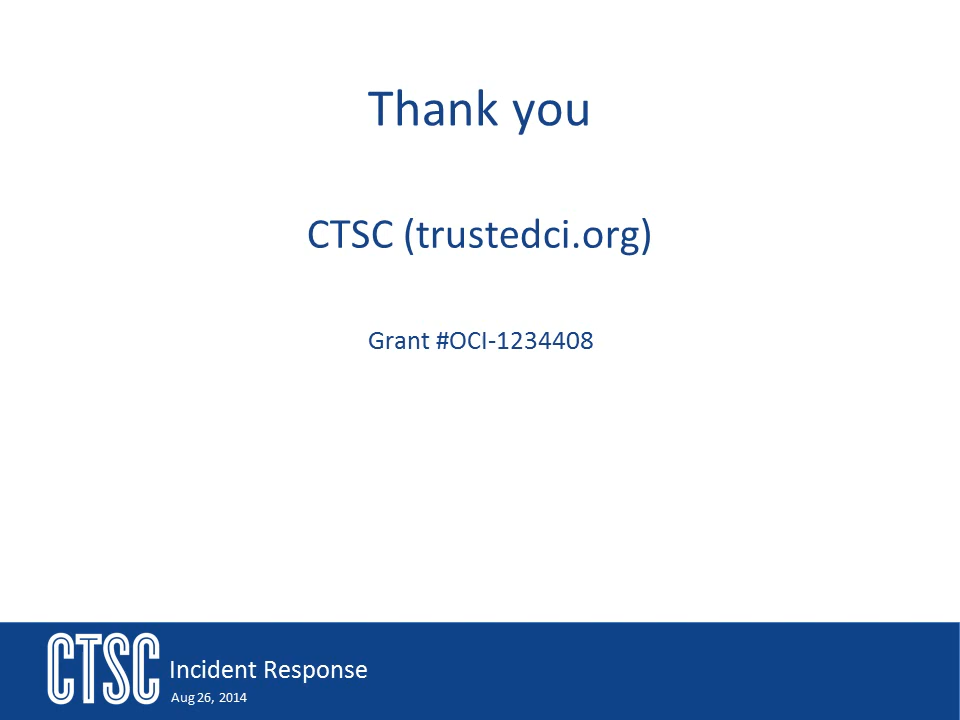 Thank you
CTSC (trustedci.org)
Grant #OCI-1234408
CTSC Incident Response
Aug 26, 2014